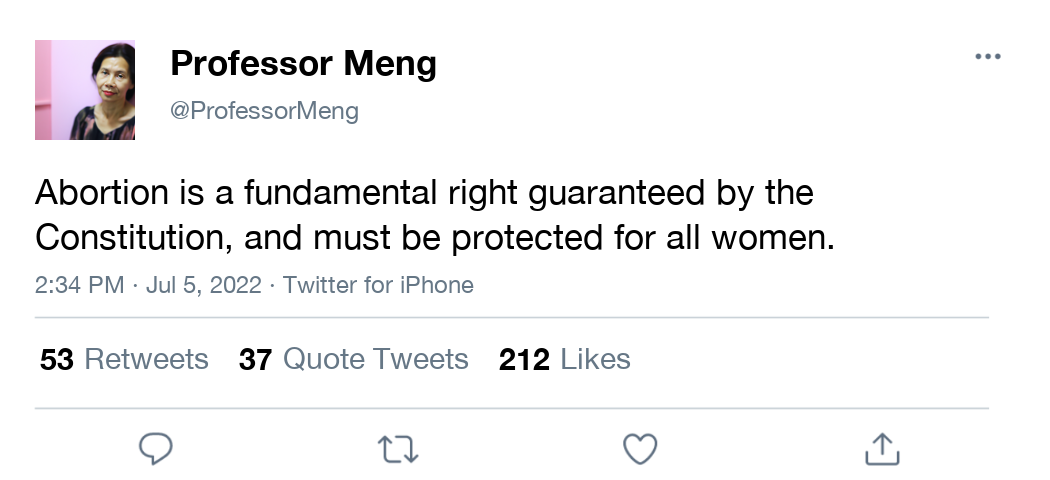 Professor Meng
@ProfessorMeng
Abortion is a fundamental right guaranteed by the
Constitution, and must be protected for all women.
2:34 PM · Jul 5, 2022 · Twitter for iPhone
53 Retweets 37 Quote Tweets 212 Likes